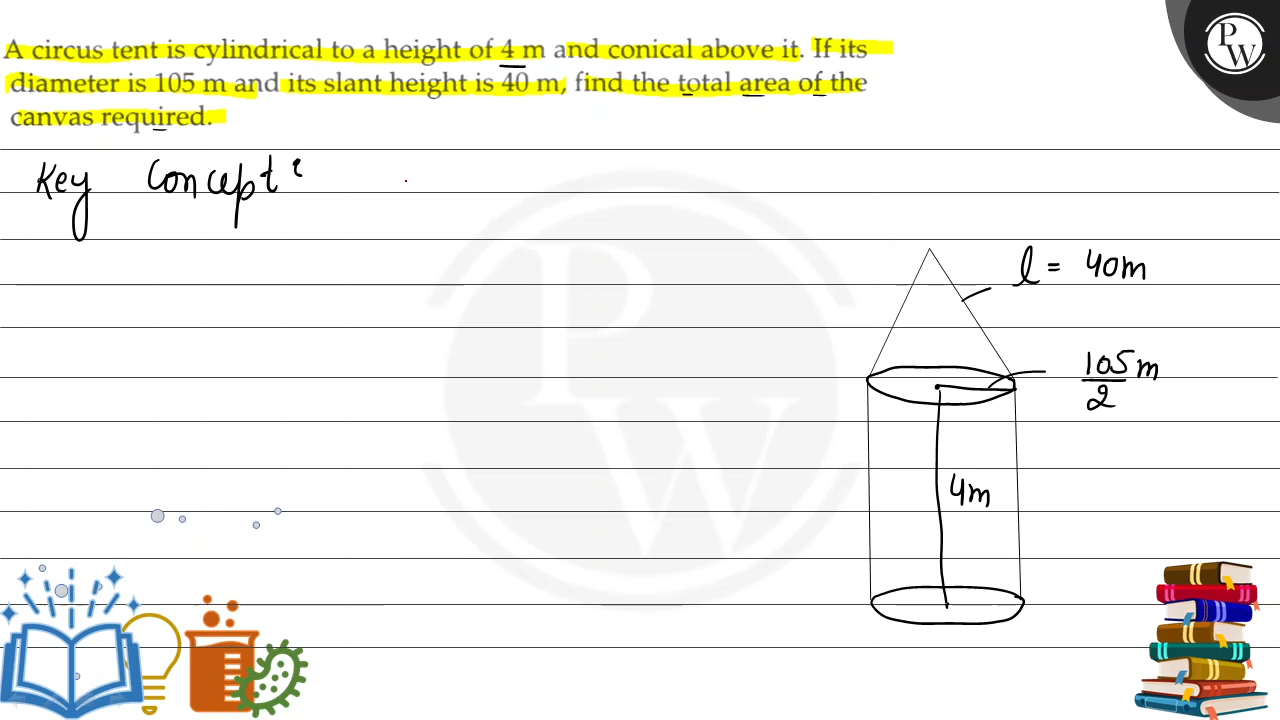 A circus tent is cylindrical to a height of 4 m and conical above it. If its
diameter is 105 m and its slant height is 40 m, find the total area of the
canvas required.
Key Concept :
l = 40m
105/2 m
4m
P
W
P
W